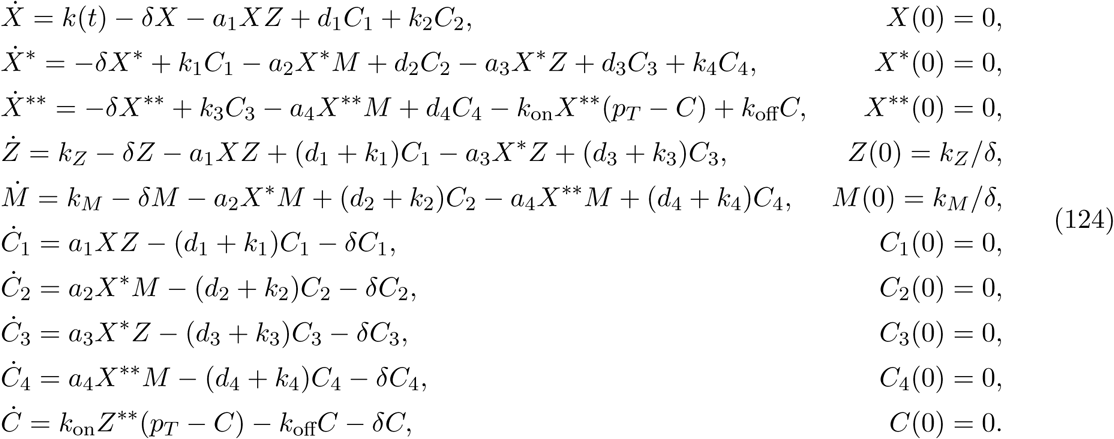 Ẋ = k(t) − δX − a₁XZ + d₁C₁ + k₂C₂, X(0) = 0,
Ẋ* = −δX* + k₁C₁ − a₂X*M + d₂C₂ − a₃X*Z + d₃C₃ + k₄C₄, X*(0) = 0,
Ẋ** = −δX** + k₃C₃ − a₄X**M + d₄C₄ − k_on X**(p_T − C) + k_off C, X**(0) = 0,
Ż = k_Z − δZ − a₁XZ + (d₁ + k₁)C₁ − a₃X*Z + (d₃ + k₃)C₃, Z(0) = k_Z/δ,
Ṁ = k_M − δM − a₂X*M + (d₂ + k₂)C₂ − a₄X**M + (d₄ + k₄)C₄, M(0) = k_M/δ,
(124)
Ċ₁ = a₁XZ − (d₁ + k₁)C₁ − δC₁, C₁(0) = 0,
Ċ₂ = a₂X*M − (d₂ + k₂)C₂ − δC₂, C₂(0) = 0,
Ċ₃ = a₃X*Z − (d₃ + k₃)C₃ − δC₃, C₃(0) = 0,
Ċ₄ = a₄X**M − (d₄ + k₄)C₄ − δC₄, C₄(0) = 0,
Ċ = k_on Z**(p_T − C) − k_off C − δC, C(0) = 0.